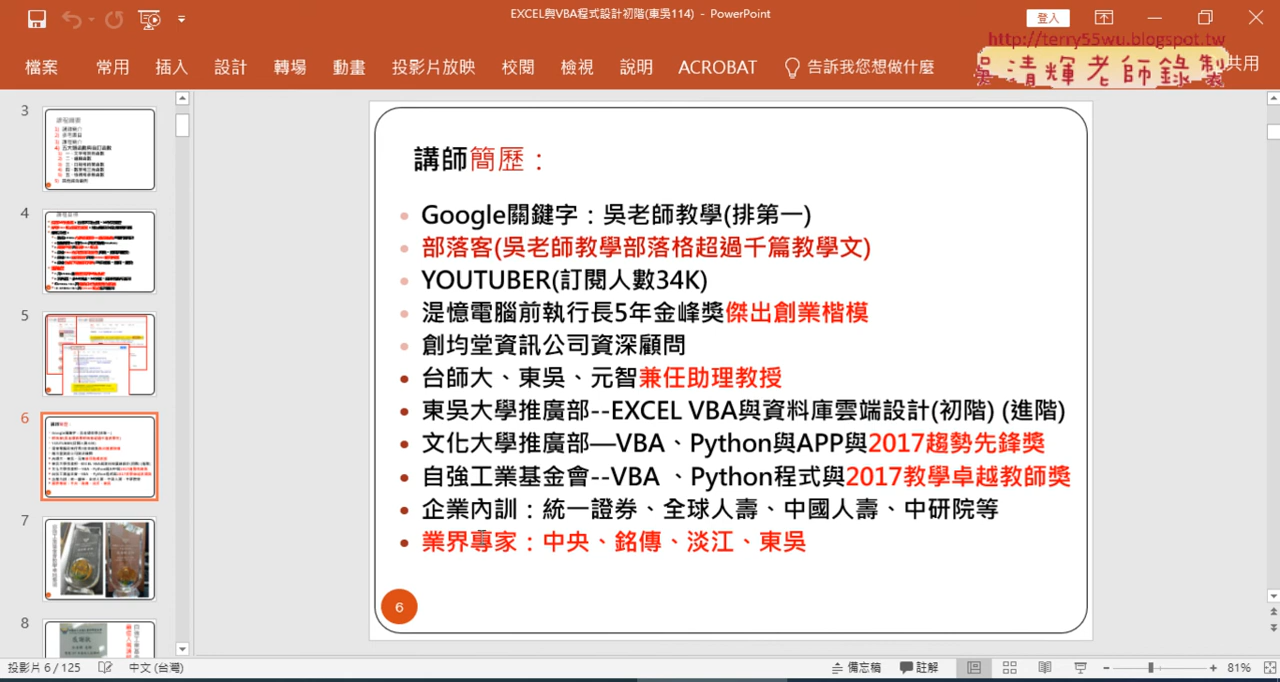 EXCEL與VBA程式設計初階(東吳114) - PowerPoint
登入
http://terry55wu.blogspot.tw
檔案 常用 插入 設計 轉場 動畫 投影片放映 校閱 檢視 說明 ACROBAT 告訴我您想做什麼 共用
吳清輝老師錄製
3
4
5
6
7
8
講師簡歷：
Google關鍵字：吳老師教學(排第一)
部落客(吳老師教學部落格超過千篇教學文)
YOUTUBER(訂閱人數34K)
湜憶電腦前執行長5年金峰獎傑出創業楷模
創均堂資訊公司資深顧問
台師大、東吳、元智兼任助理教授
東吳大學推廣部--EXCEL VBA與資料庫雲端設計(初階) (進階)
文化大學推廣部—VBA、Python與APP與2017趨勢先鋒獎
自強工業基金會--VBA 、Python程式與2017教學卓越教師獎
企業內訓：統一證券、全球人壽、中國人壽、中研院等
業界專家：中央、銘傳、淡江、東吳
6
投影片 6 / 125 中文 (台灣) 備忘稿 註解 81%